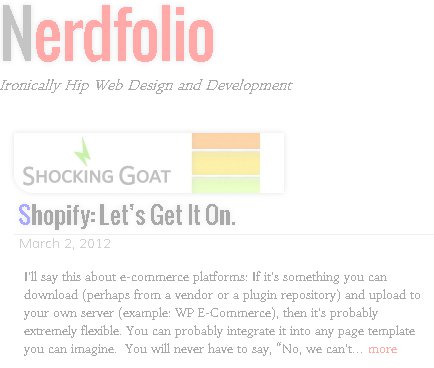 Nerdfolio
Ironically Hip Web Design and Development
SHOCKING GOAT
Shopify: Let's Get It On.
March 2, 2012
I'll say this about e-commerce platforms: If it's something you can
download (perhaps from a vendor or a plugin repository) and upload to
your own server (example: WP E-Commerce), then it's probably
extremely flexible. You can probably integrate it into any page template
you can imagine.  You will never have to say, “No, we can't... more